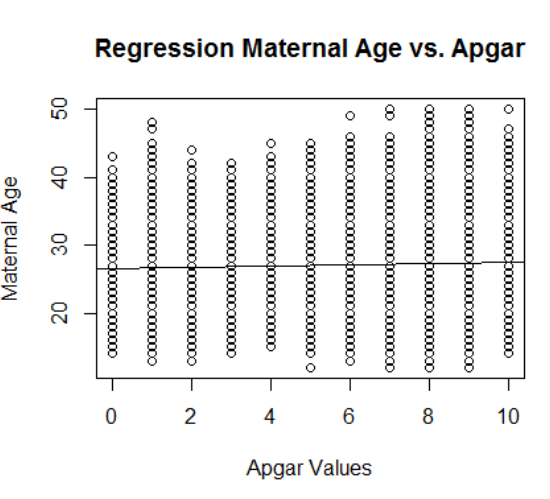 Regression Maternal Age vs. Apgar
50
40
30
20
Maternal Age
0 2 4 6 8 10
Apgar Values